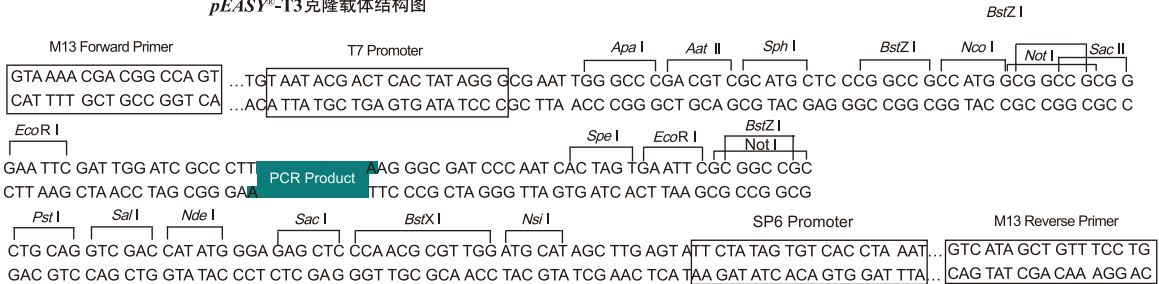 pEASY®-T3克隆载体结构图
BstZ I
M13 Forward Primer T7 Promoter Apa I Aat II Sph I BstZ I Nco I Not I Sac II
GTA AAA CGA CGG CCA GT ...TGTAAT ACG ACT CAC TAT AGG GCG AAT TGG GCC CGA CGT CGC ATG CTC CCG GCC GCC ATG GCG GCC GCG G
CAT TTT GCT GCC GGT CA ...ACATTA TGC TGA GTG ATA TCC CGC TTA ACC CGG GCT GCA GCG TAC GAG GGC CGG CGG TAC CGC CGG CGC C
EcoR I Spe I EcoR I BstZ I
Not I
GAA TTC GAT TGG ATC GCC CTT PCR Product AAG GGC GAT CCC AAT CAC TAG TGA ATT CGC GGC CGC
CTT AAG CTA ACC TAG CGG GAA TTC CCG CTA GGG TTA GTG ATC ACT TAA GCG CCG GCG
Pst I Sal I Nde I Sac I BstX I Nsi I SP6 Promoter M13 Reverse Primer
CTG CAG GTC GAC CAT ATG GGA GAG CTC CCA ACG CGT TGG ATG CAT AGC TTG AGT ATT CTA TAG TGT CAC CTA AAT... GTC ATA GCT GTT TCC TG
GAC GTC CAG CTG GTA TAC CCT CTC GAG GGT TGC GCA ACC TAC GTA TCG AAC TCA TAA GAT ATC ACA GTG GAT TTA... CAG TAT CGA CAA AGG AC